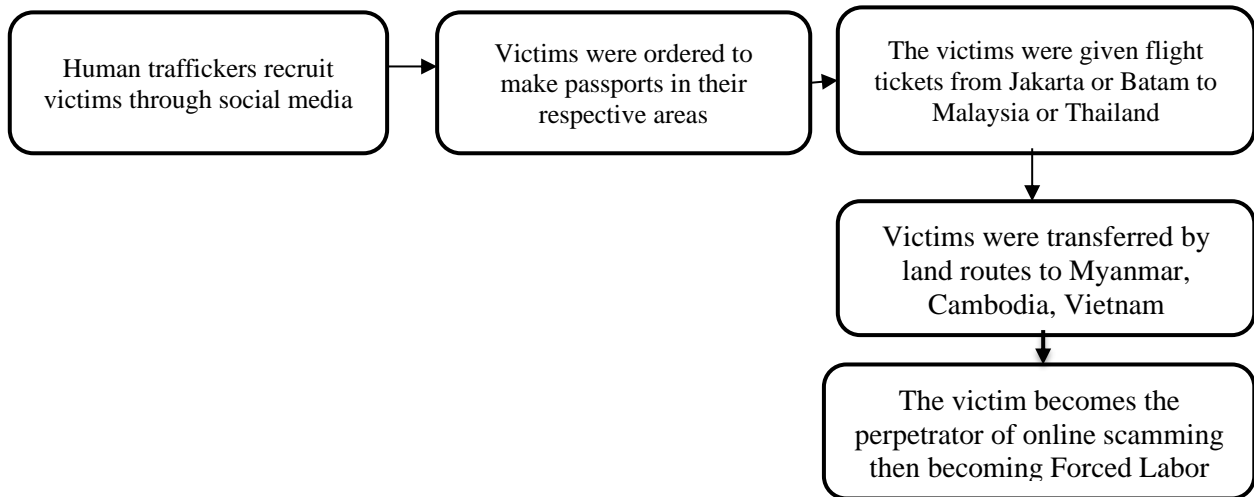 Human traffickers recruit
victims through social media
Victims were ordered to
make passports in their
respective areas
The victims were given flight
tickets from Jakarta or Batam to
Malaysia or Thailand
Victims were transferred by
land routes to Myanmar,
Cambodia, Vietnam
The victim becomes the
perpetrator of online scamming
then becoming Forced Labor